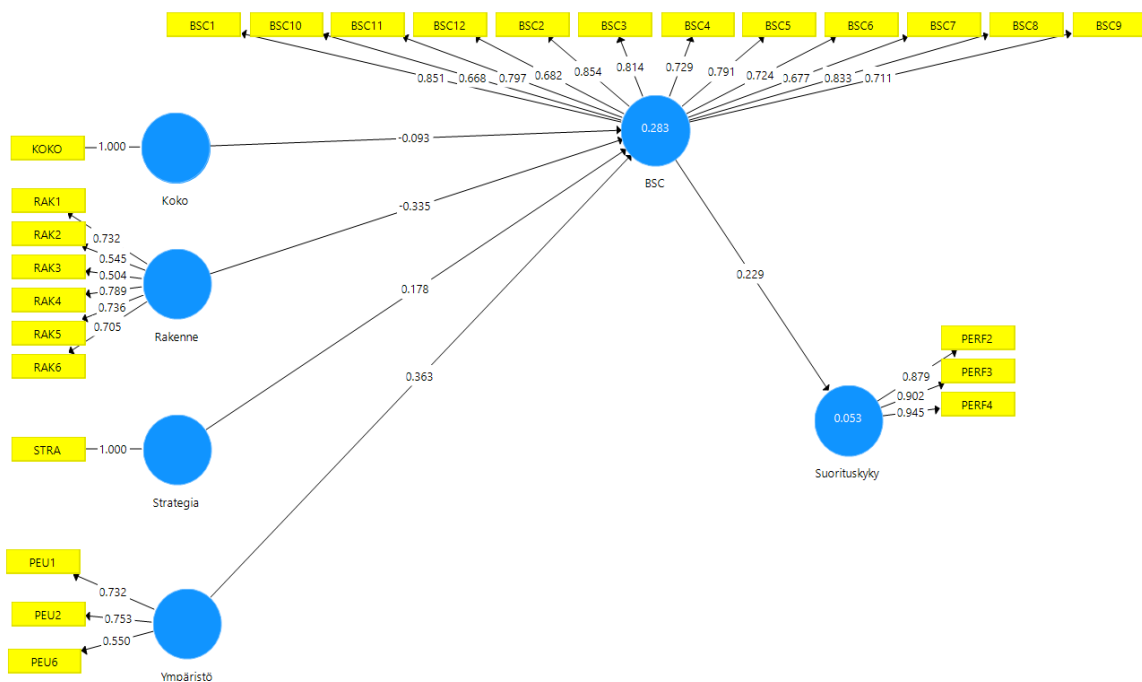 BSC1
BSC10
BSC11
BSC12
BSC2
BSC3
BSC4
BSC5
BSC6
BSC7
BSC8
BSC9
0.851
0.668
0.797
0.682
0.854
0.814
0.729
0.791
0.724
0.677
0.833
0.711
0.283
BSC
KOKO
1.000
Koko
-0.093
RAK1
RAK2
RAK3
RAK4
RAK5
RAK6
0.732
0.545
0.504
0.789
0.736
0.705
Rakenne
-0.335
STRA
1.000
Strategia
0.178
0.363
0.229
PERF2
PERF3
PERF4
0.879
0.902
0.945
0.053
Suorituskyky
PEU1
PEU2
PEU6
0.732
0.753
0.550
Ympäristö